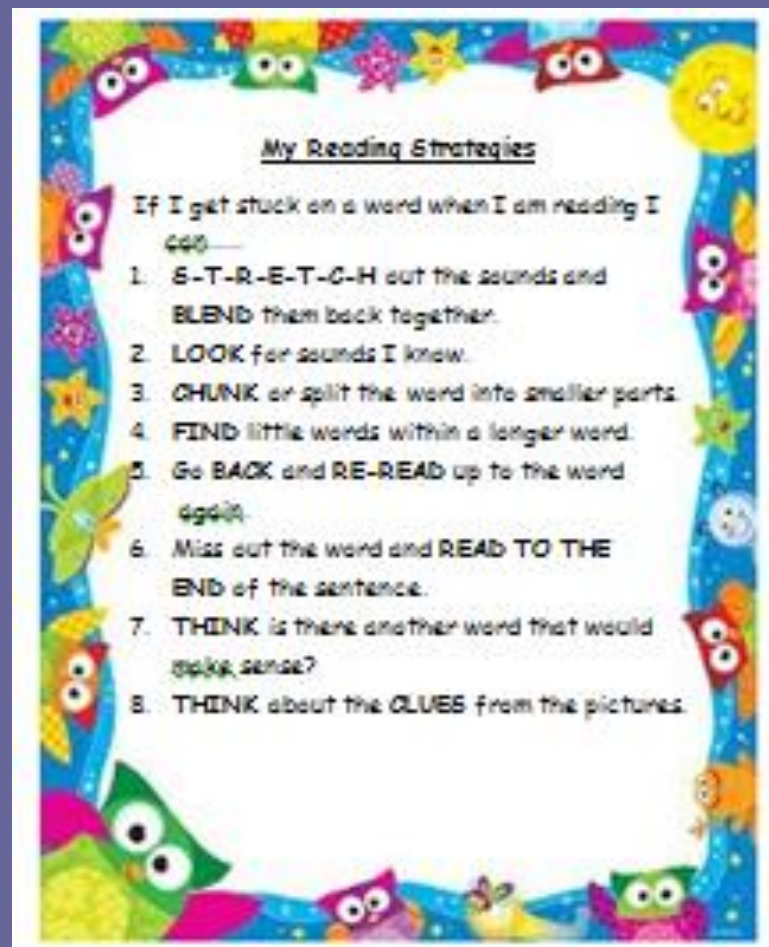 My Reading Strategies
If I get stuck on a word when I am reading I
can.....
1. S-T-R-E-T-C-H out the sounds and
BLEND them back together.
2. LOOK for sounds I know.
3. CHUNK or split the word into smaller parts.
4. FIND little words within a longer word.
5. Go BACK and RE-READ up to the word
again.
6. Miss out the word and READ TO THE
END of the sentence.
7. THINK is there another word that would
make sense?
8. THINK about the CLUES from the pictures.